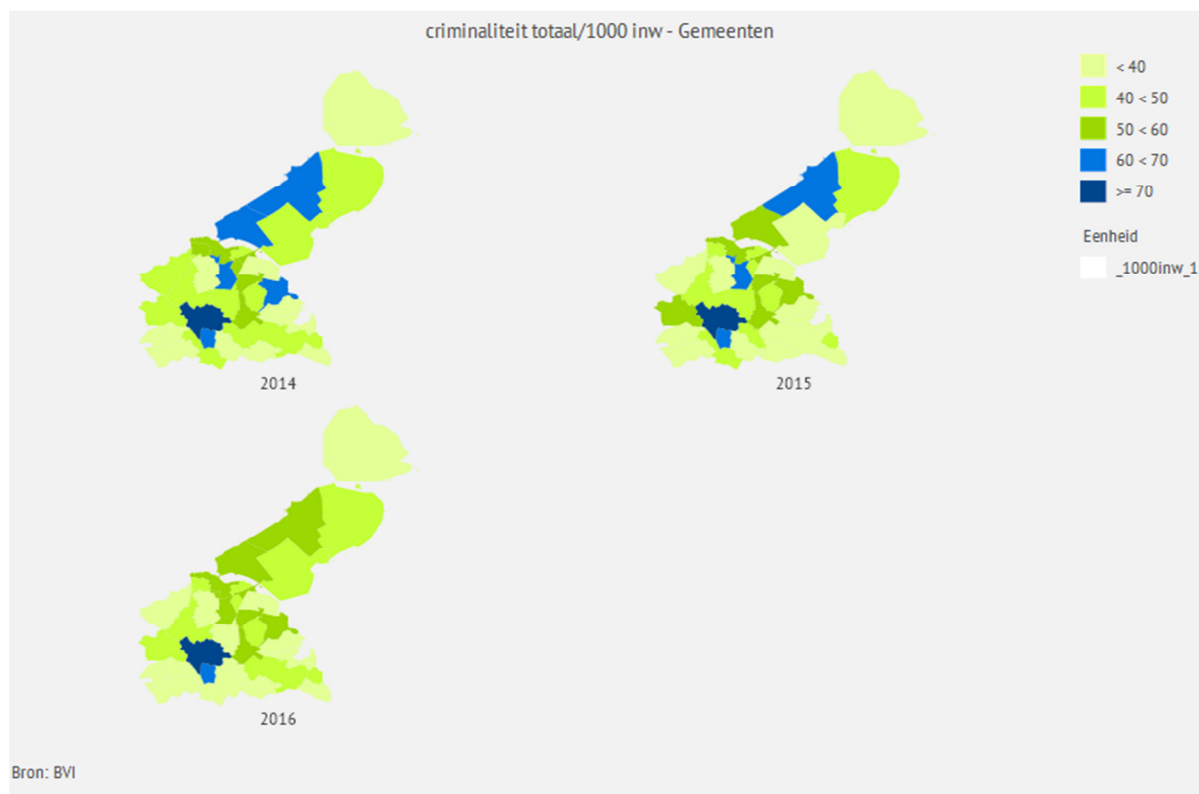 criminaliteit totaal/1000 inw - Gemeenten
< 40
40 < 50
50 < 60
60 < 70
>= 70
Eenheid
_1000inw_1
2014
2015
2016
Bron: BVI